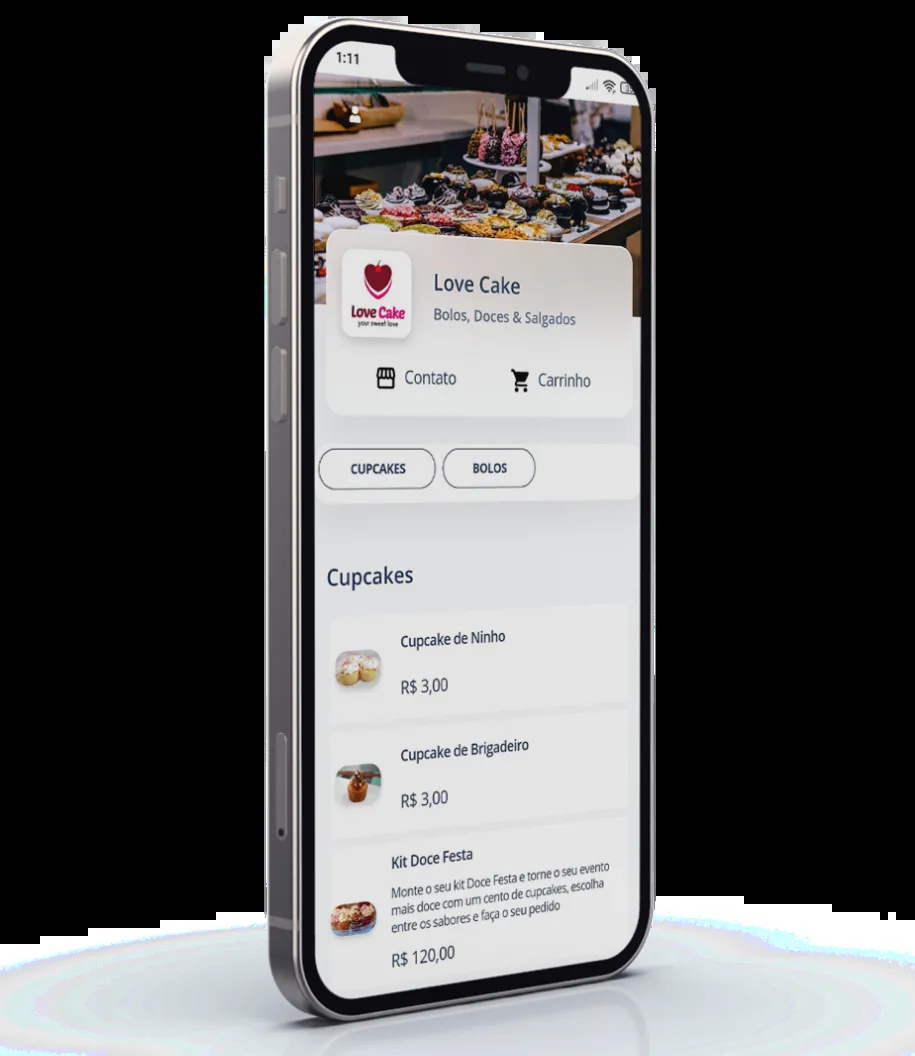 1:11
Love Cake
your sweet love
Love Cake
Bolos, Doces & Salgados
Contato
Carrinho
CUPCAKES
BOLOS
Cupcakes
Cupcake de Ninho
R$ 3,00
Cupcake de Brigadeiro
R$ 3,00
Kit Doce Festa
Monte o seu kit Doce Festa e torne o seu evento
mais doce com um cento de cupcakes, escolha
entre os sabores e faça o seu pedido
R$ 120,00